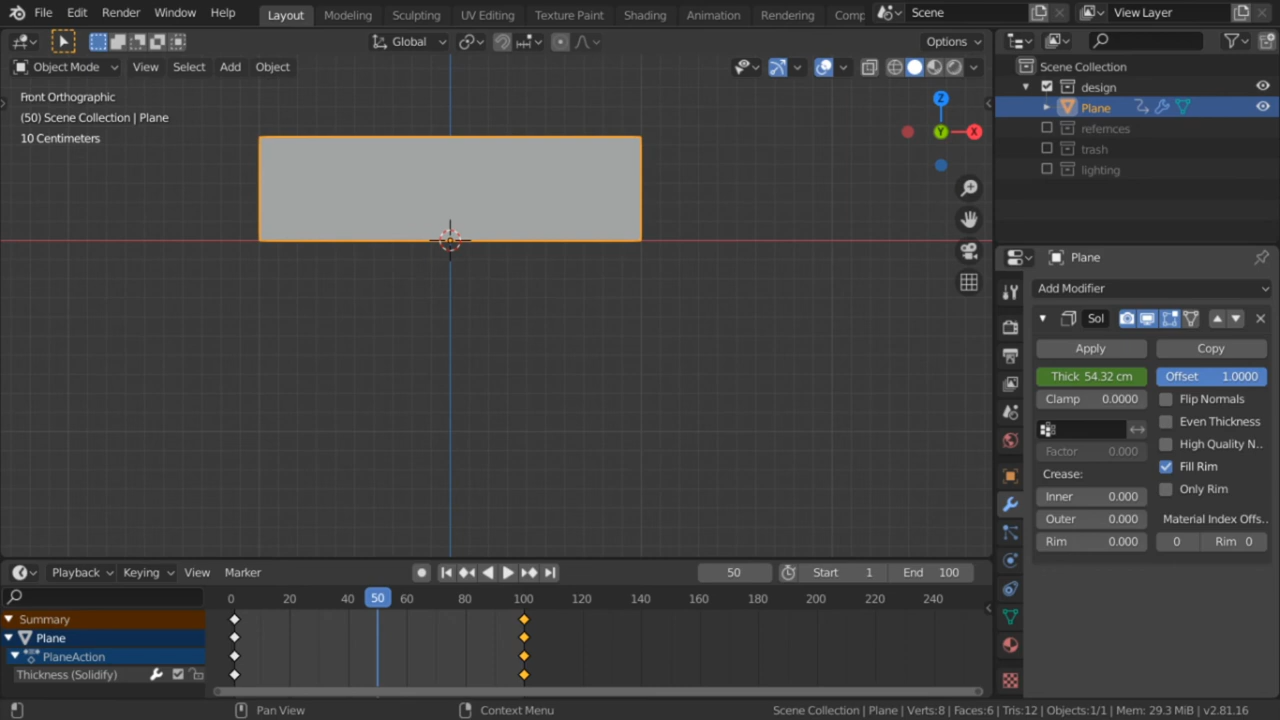 File Edit Render Window Help Layout Modeling Sculpting UV Editing Texture Paint Shading Animation Rendering Comp Scene View Layer
Global Options
Object Mode View Select Add Object
Front Orthographic
(50) Scene Collection | Plane
10 Centimeters
Z
Y
X
Scene Collection
design
Plane
refemces
trash
lighting
Plane
Add Modifier
Sol
Apply Copy
Thick 54.32 cm Offset 1.0000
Clamp 0.0000 Flip Normals
Even Thickness
Factor 0.000 High Quality N..
Crease: Fill Rim
Inner 0.000 Only Rim
Outer 0.000 Material Index Offs..
Rim 0.000 0 Rim 0
Playback Keying View Marker 50 Start 1 End 100
0 20 40 50 60 80 100 120 140 160 180 200 220 240
Summary
Plane
PlaneAction
Thickness (Solidify)
Pan View Context Menu Scene Collection | Plane | Verts:8 | Faces:6 | Tris:12 | Objects:1/1 | Mem: 29.3 MiB | v2.81.16